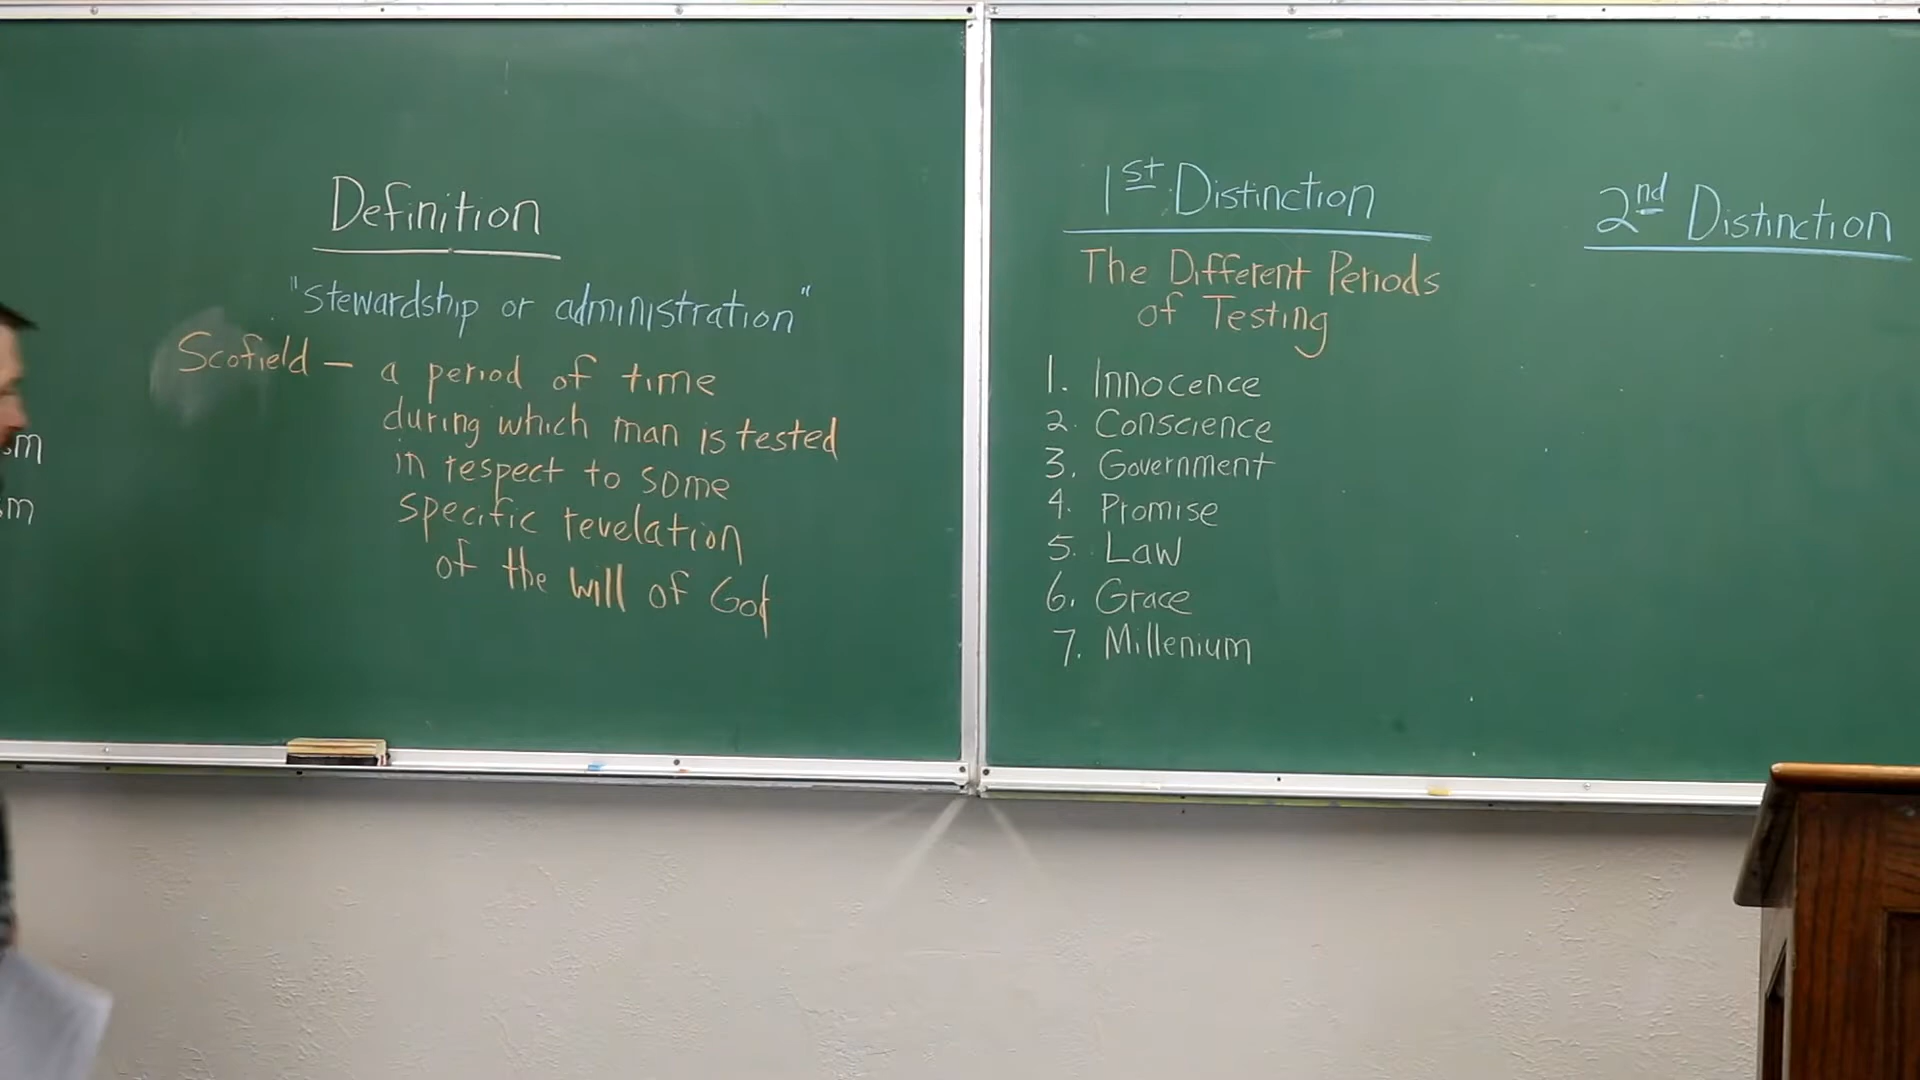 Definition
"stewardship or administration"
Scofield — a period of time
during which man is tested
in respect to some
specific revelation
of the will of God
1st Distinction
The Different Periods
of Testing
1. Innocence
2. Conscience
3. Government
4. Promise
5. Law
6. Grace
7. Millenium
2nd Distinction